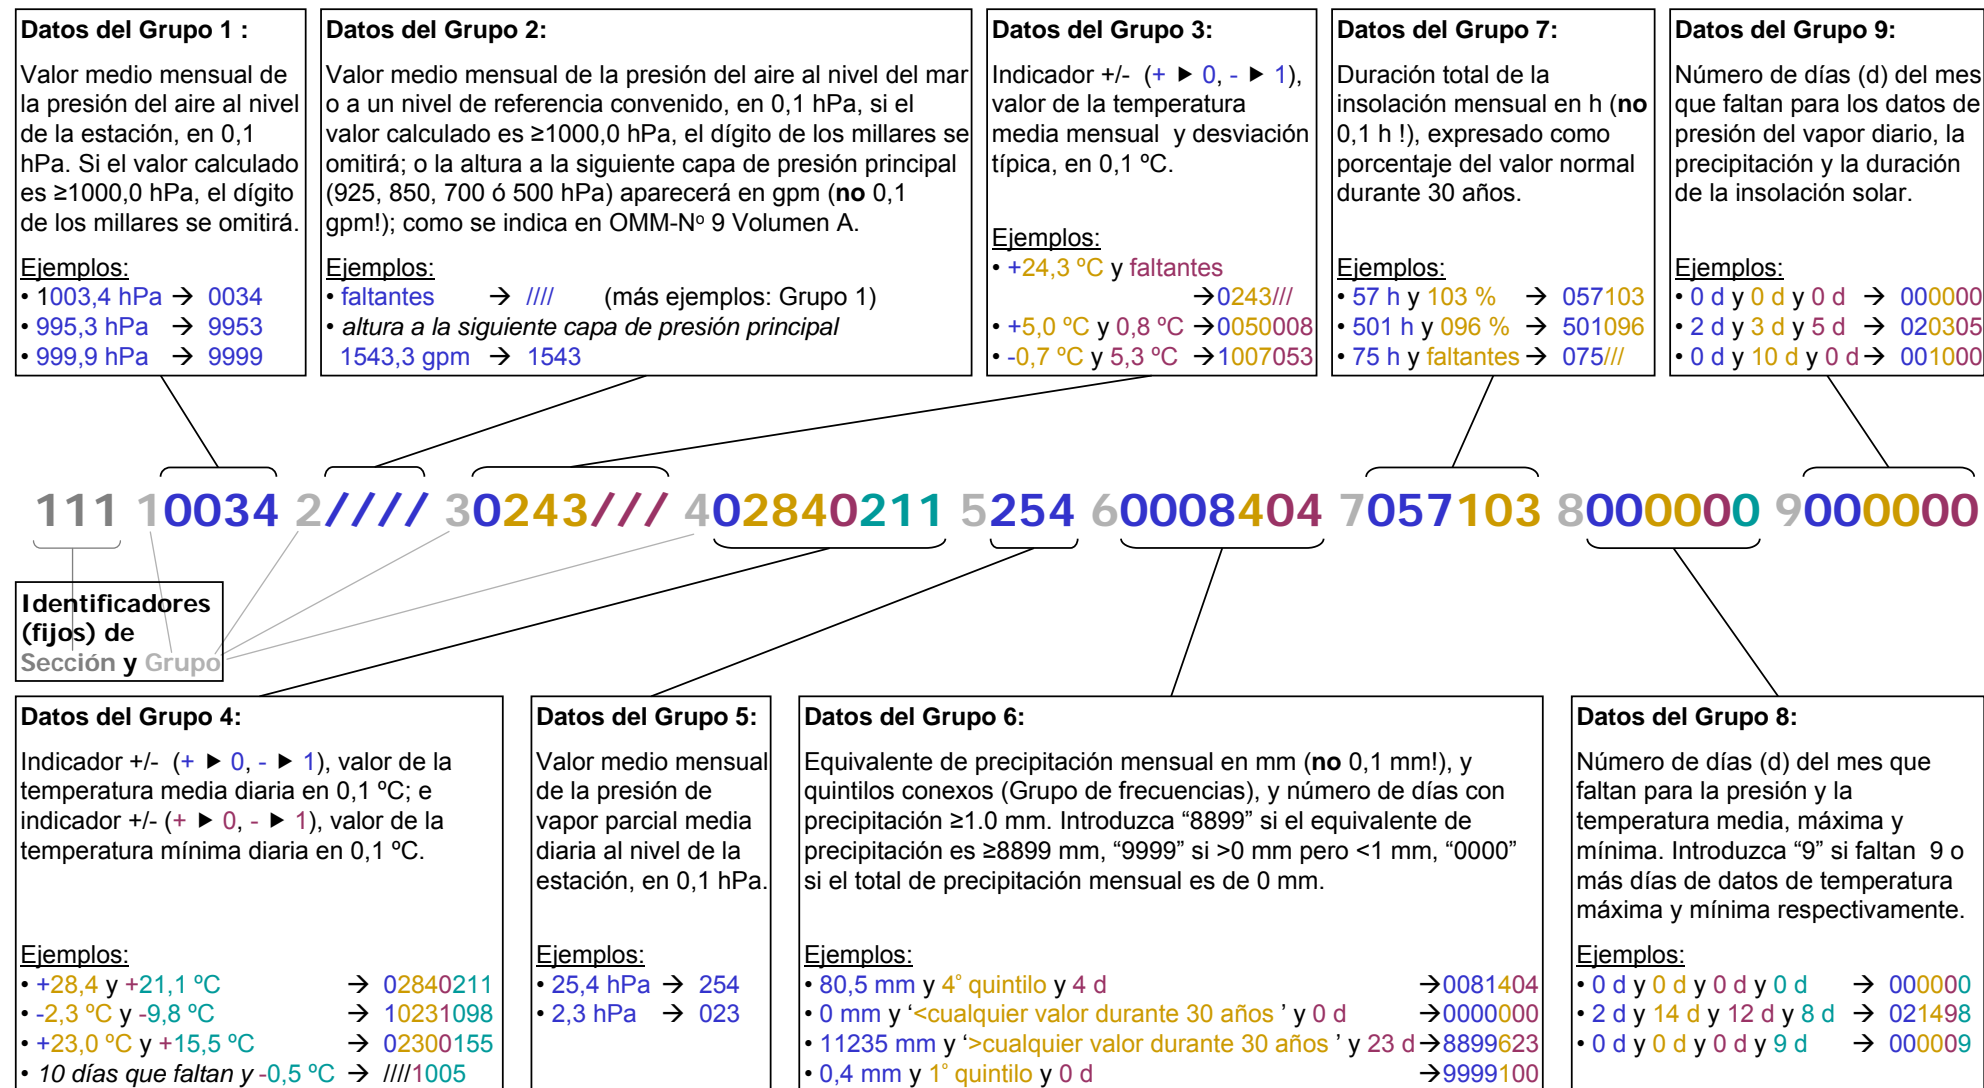 Datos del Grupo 1 :
Valor medio mensual de
la presión del aire al nivel
de la estación, en 0,1
hPa. Si el valor calculado
es ≥1000,0 hPa, el dígito
de los millares se omitirá.
Ejemplos:
• 1003,4 hPa → 0034
• 995,3 hPa → 9953
• 999,9 hPa → 9999
Datos del Grupo 2:
Valor medio mensual de la presión del aire al nivel del mar
o a un nivel de referencia convenido, en 0,1 hPa, si el
valor calculado es ≥1000,0 hPa, el dígito de los millares se
omitirá; o la altura a la siguiente capa de presión principal
(925, 850, 700 ó 500 hPa) aparecerá en gpm (no 0,1
gpm!); como se indica en OMM-Nº 9 Volumen A.
Ejemplos:
• faltantes → //// (más ejemplos: Grupo 1)
• altura a la siguiente capa de presión principal
1543,3 gpm → 1543
Datos del Grupo 3:
Indicador +/- (+ ► 0, - ► 1),
valor de la temperatura
media mensual y desviación
típica, en 0,1 ºC.
Ejemplos:
• +24,3 ºC y faltantes
→0243///
• +5,0 ºC y 0,8 ºC →0050008
• -0,7 ºC y 5,3 ºC →1007053
Datos del Grupo 7:
Duración total de la
insolación mensual en h (no
0,1 h !), expresado como
porcentaje del valor normal
durante 30 años.
Ejemplos:
• 57 h y 103 % → 057103
• 501 h y 096 % → 501096
• 75 h y faltantes → 075///
Datos del Grupo 9:
Número de días (d) del mes
que faltan para los datos de
presión del vapor diario, la
precipitación y la duración
de la insolación solar.
Ejemplos:
• 0 d y 0 d y 0 d → 000000
• 2 d y 3 d y 5 d → 020305
• 0 d y 10 d y 0 d → 001000
111 10034 2//// 30243/// 402840211 5254 60008404 7057103 8000000 9000000
Identificadores
(fijos) de
Sección y Grupo
Datos del Grupo 4:
Indicador +/- (+ ► 0, - ► 1), valor de la
temperatura media diaria en 0,1 ºC; e
indicador +/- (+ ► 0, - ► 1), valor de la
temperatura mínima diaria en 0,1 ºC.
Ejemplos:
• +28,4 y +21,1 ºC → 02840211
• -2,3 ºC y -9,8 ºC → 10231098
• +23,0 ºC y +15,5 ºC → 02300155
• 10 días que faltan y -0,5 ºC → ////1005
Datos del Grupo 5:
Valor medio mensual
de la presión de
vapor parcial media
diaria al nivel de la
estación, en 0,1 hPa.
Ejemplos:
• 25,4 hPa → 254
• 2,3 hPa → 023
Datos del Grupo 6:
Equivalente de precipitación mensual en mm (no 0,1 mm!), y
quintilos conexos (Grupo de frecuencias), y número de días con
precipitación ≥1.0 mm. Introduzca “8899” si el equivalente de
precipitación es ≥8899 mm, “9999” si >0 mm pero <1 mm, “0000”
si el total de precipitación mensual es de 0 mm.
Ejemplos:
• 80,5 mm y 4º quintilo y 4 d →0081404
• 0 mm y ‘<cualquier valor durante 30 años ’ y 0 d →0000000
• 11235 mm y ‘>cualquier valor durante 30 años ’ y 23 d→8899623
• 0,4 mm y 1º quintilo y 0 d →9999100
Datos del Grupo 8:
Número de días (d) del mes que
faltan para la presión y la
temperatura media, máxima y
mínima. Introduzca “9” si faltan 9 o
más días de datos de temperatura
máxima y mínima respectivamente.
Ejemplos:
• 0 d y 0 d y 0 d y 0 d → 000000
• 2 d y 14 d y 12 d y 8 d → 021498
• 0 d y 0 d y 0 d y 9 d → 000009